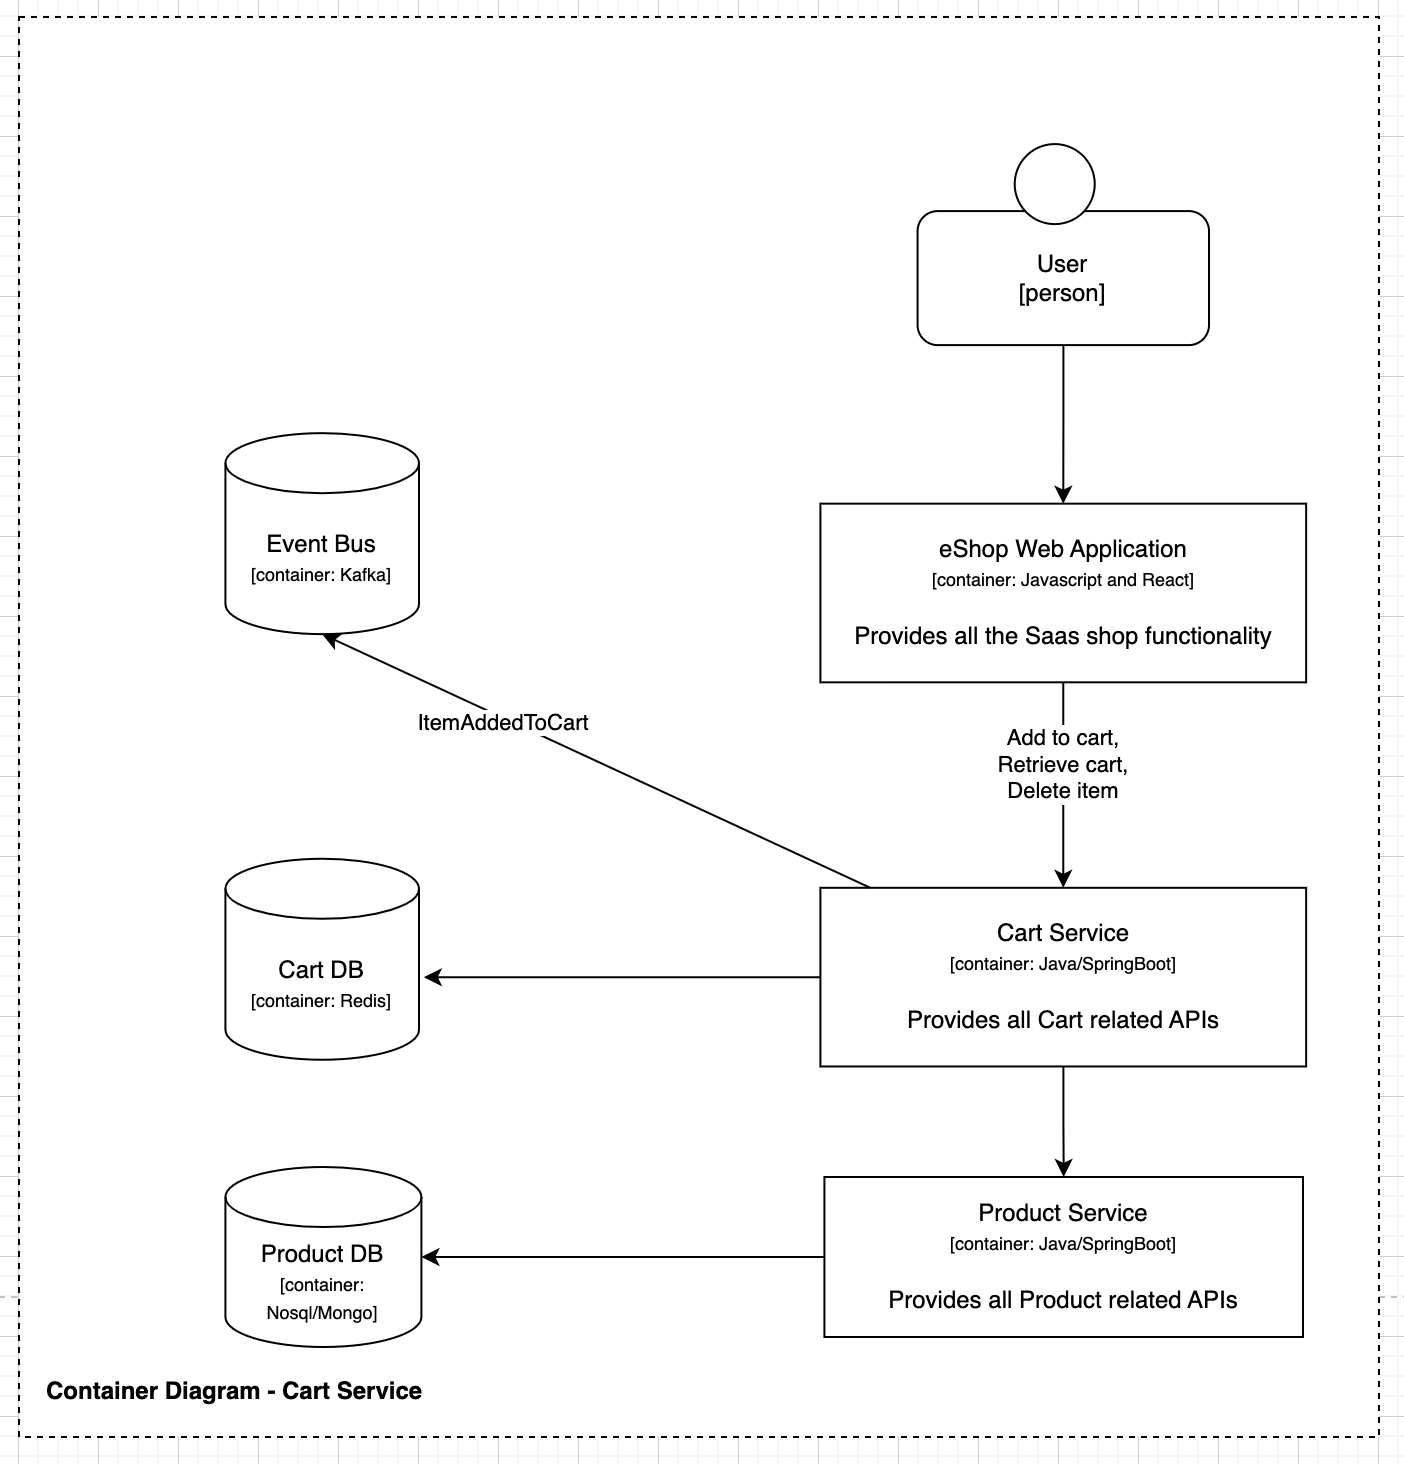 User
[person]
Event Bus
[container: Kafka]
eShop Web Application
[container: Javascript and React]
Provides all the Saas shop functionality
ItemAddedToCart
Add to cart,
Retrieve cart,
Delete item
Cart DB
[container: Redis]
Cart Service
[container: Java/SpringBoot]
Provides all Cart related APIs
Product DB
[container:
Nosql/Mongo]
Product Service
[container: Java/SpringBoot]
Provides all Product related APIs
Container Diagram - Cart Service